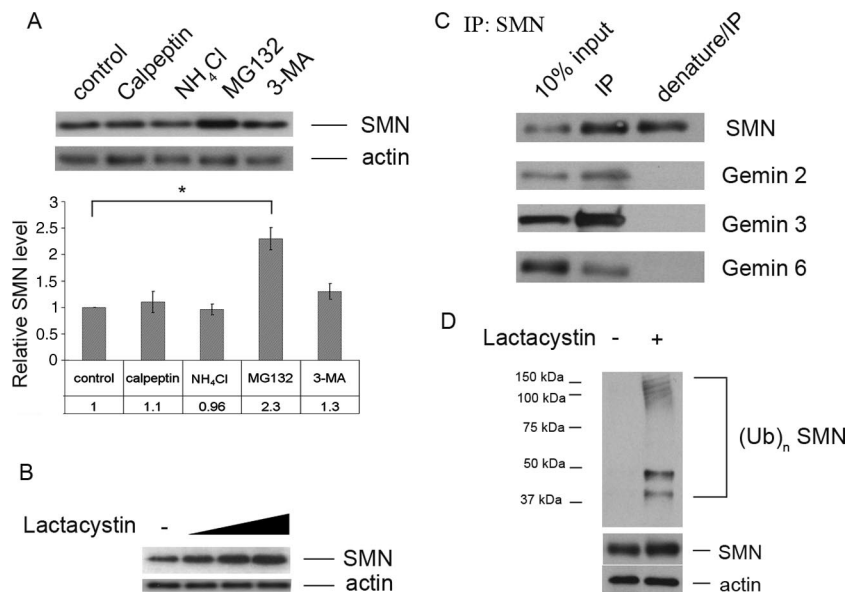 A
control
Calpeptin
NH4Cl
MG132
3-MA
SMN
actin
*
Relative SMN level
3
2.5
2
1.5
1
0.5
0
control calpeptin NH4Cl MG132 3-MA
1 1.1 0.96 2.3 1.3
B
Lactacystin -
SMN
actin
C IP: SMN
10% input
IP
denature/IP
SMN
Gemin 2
Gemin 3
Gemin 6
D
Lactacystin - +
150 kDa
100 kDa
75 kDa
50 kDa
37 kDa
(Ub)n SMN
SMN
actin